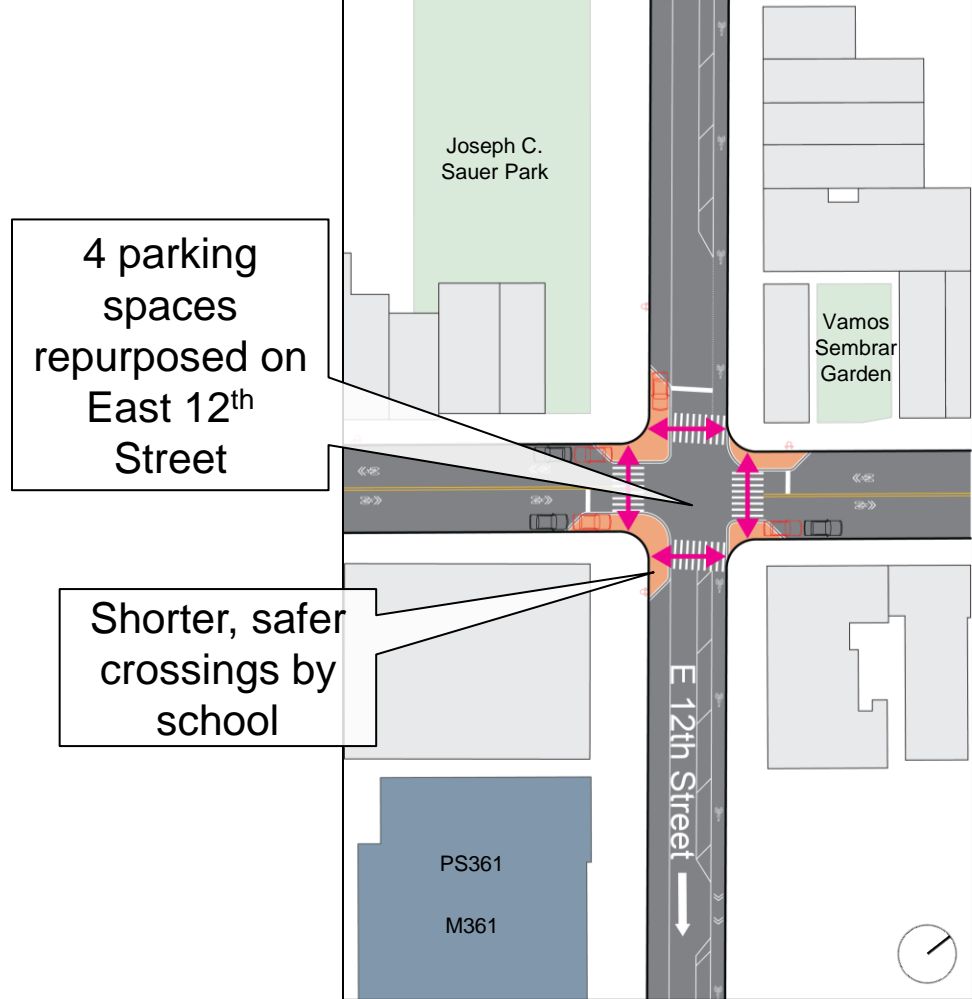 Joseph C.
Sauer Park
4 parking
spaces
repurposed on
East 12th
Street
Vamos
Sembrar
Garden
Shorter, safer
crossings by
school
E 12th Street
PS361
M361